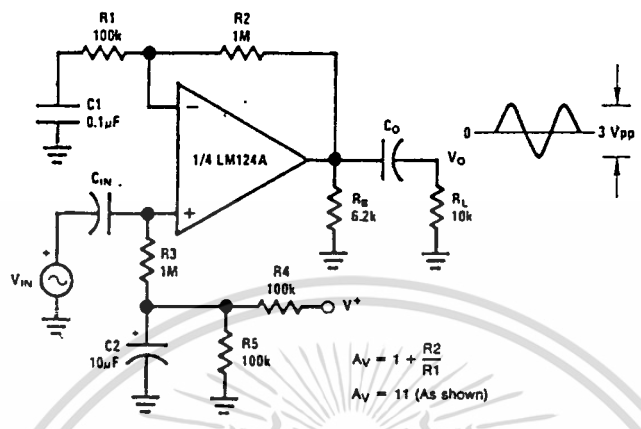 R1
100k
R2
1M
C1
0.1µF
−
1/4 LM124A
+
CIN
R3
1M
VIN
+
C2
10µF
+
R4
100k
V+
R5
100k
CO
VO
RB
6.2k
RL
10k
0
3 Vpp
AV = 1 + R2/R1
AV = 11 (As shown)